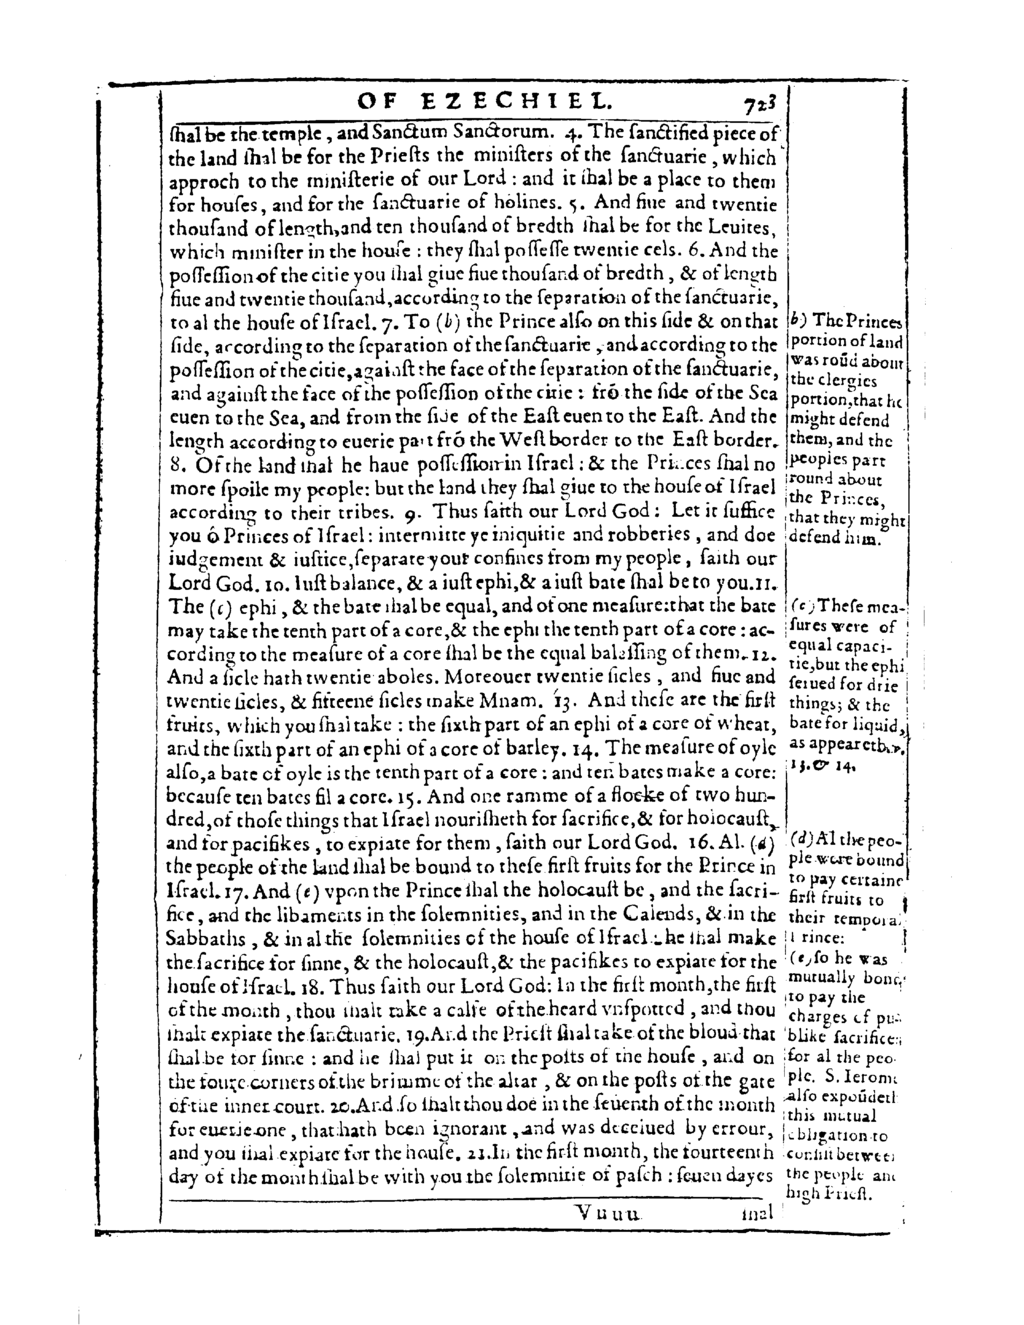 OF EZECHIEL. 723
ſhal be the temple, and Sanctum Sanctorum. 4. The ſanctified piece of
the land ſhal be for the Prieſts the miniſters of the ſanctuarie, which
approch to the miniſterie of our Lord: and it ſhal be a place to them
for houſes, and for the ſanctuarie of holines. 5. And fiue and twentie
thouſand of length, and ten thouſand of bredth ſhal be for the Leuites,
which miniſter in the houſe: they ſhal poſſeſſe twentie cels. 6. And the
poſſeſſion of the citie you ſhal giue fiue thouſand of bredth, & of length
fiue and twentie thouſand, according to the ſeparation of the ſanctuarie,
to al the houſe of Iſrael. 7. To (b) the Prince alſo on this ſide & on that
ſide, according to the ſeparation of the ſanctuarie, and according to the
poſſeſſion of the citie, againſt the face of the ſeparation of the ſanctuarie,
and againſt the face of the poſſeſſion of the citie: frõ the ſide of the Sea
euen to the Sea, and from the ſide of the Eaſt euen to the Eaſt. And the
length according to euerie part frõ the Weſt border to the Eaſt border.
8. Of the land ſhal he haue poſſeſſion in Iſrael: & the Princes ſhal no
more ſpoile my people: but the land they ſhal giue to the houſe of Iſrael
according to their tribes. 9. Thus ſaith our Lord God: Let it ſuffice
you ô Princes of Iſrael: intermitte ye iniquitie and robberies, and doe
iudgement & iuſtice, ſeparate your confines from my people, ſaith our
Lord God. 10. Iuſt balance, & a iuſt ephi, & a iuſt bate ſhal be to you. 11.
The (c) ephi, & the bate ſhal be equal, and of one meaſure: that the bate
may take the tenth part of a core, & the ephi the tenth part of a core: ac-
cording to the meaſure of a core ſhal be the equal balaſſing of them. 12.
And a ſicle hath twentie aboles. Moreouer twentie ſicles, and fiue and
twentie ſicles, & fifteene ſicles make Mnam. 13. And theſe are the firſt
fruits, which you ſhal take: the ſixth part of an ephi of a core of wheat,
and the ſixth part of an ephi of a core of barley. 14. The meaſure of oyle
alſo, a bate of oyle is the tenth part of a core: and ten bates make a core:
becauſe ten bates fil a core. 15. And one ramme of a flocke of two hun-
dred, of thoſe things that Iſrael nouriſheth for ſacrifice, & for holocauſt,
and for pacifikes, to expiate for them, ſaith our Lord God. 16. Al (d)
the people of the land ſhal be bound to theſe firſt fruits for the Prince in
Iſrael. 17. And (e) vpon the Prince ſhal the holocauſt be, and the ſacri-
fice, and the libaments in the ſolemnities, and in the Calends, & in the
Sabbaths, & in al the ſolemnities of the houſe of Iſrael: he ſhal make
the ſacrifice for ſinne, & the holocauſt, & the pacifikes to expiate for the
houſe of Iſrael. 18. Thus ſaith our Lord God: In the firſt month, the firſt
of the month, thou ſhalt take a calfe of the heard vnſpotted, and thou
ſhalt expiate the ſanctuarie. 19. And the Prieſt ſhal take of the bloud that
ſhal be for ſinne: and he ſhal put it on the poſts of the houſe, and on
the foure corners of the brimme of the altar, & on the poſts of the gate
of the inner court. 20. And ſo ſhalt thou doe in the ſeuenth of the month
for euerie one, that hath been ignorant, and was deceiued by errour,
and you ſhal expiate for the houſe. 21. In the firſt month, the fourteenth
day of the month ſhal be with you the ſolemnitie of paſch: ſeuen dayes
Vuuu ſhal
b) The Princes
portion of land
was roũd about
the clergies
portion, that he
might defend
them, and the
peoples part
round about
the Princes,
that they might
defend him.
(c) Theſe mea-
ſures were of
equal capaci-
tie, but the ephi
ſerued for drie
things; & the
bate for liquid,
as appeareth v.
13. & 14.
(d) Al the peo-
ple were bound
to pay certaine
firſt fruits to
their temporal
Prince:
(e) ſo he was
mutually bond
to pay the
charges of pu-
blike ſacrifices
for al the peo-
ple. S. Ierome
alſo expoũdeth
this mutual
obligation to
conſiſt betwee
the people and
high Prieſt.